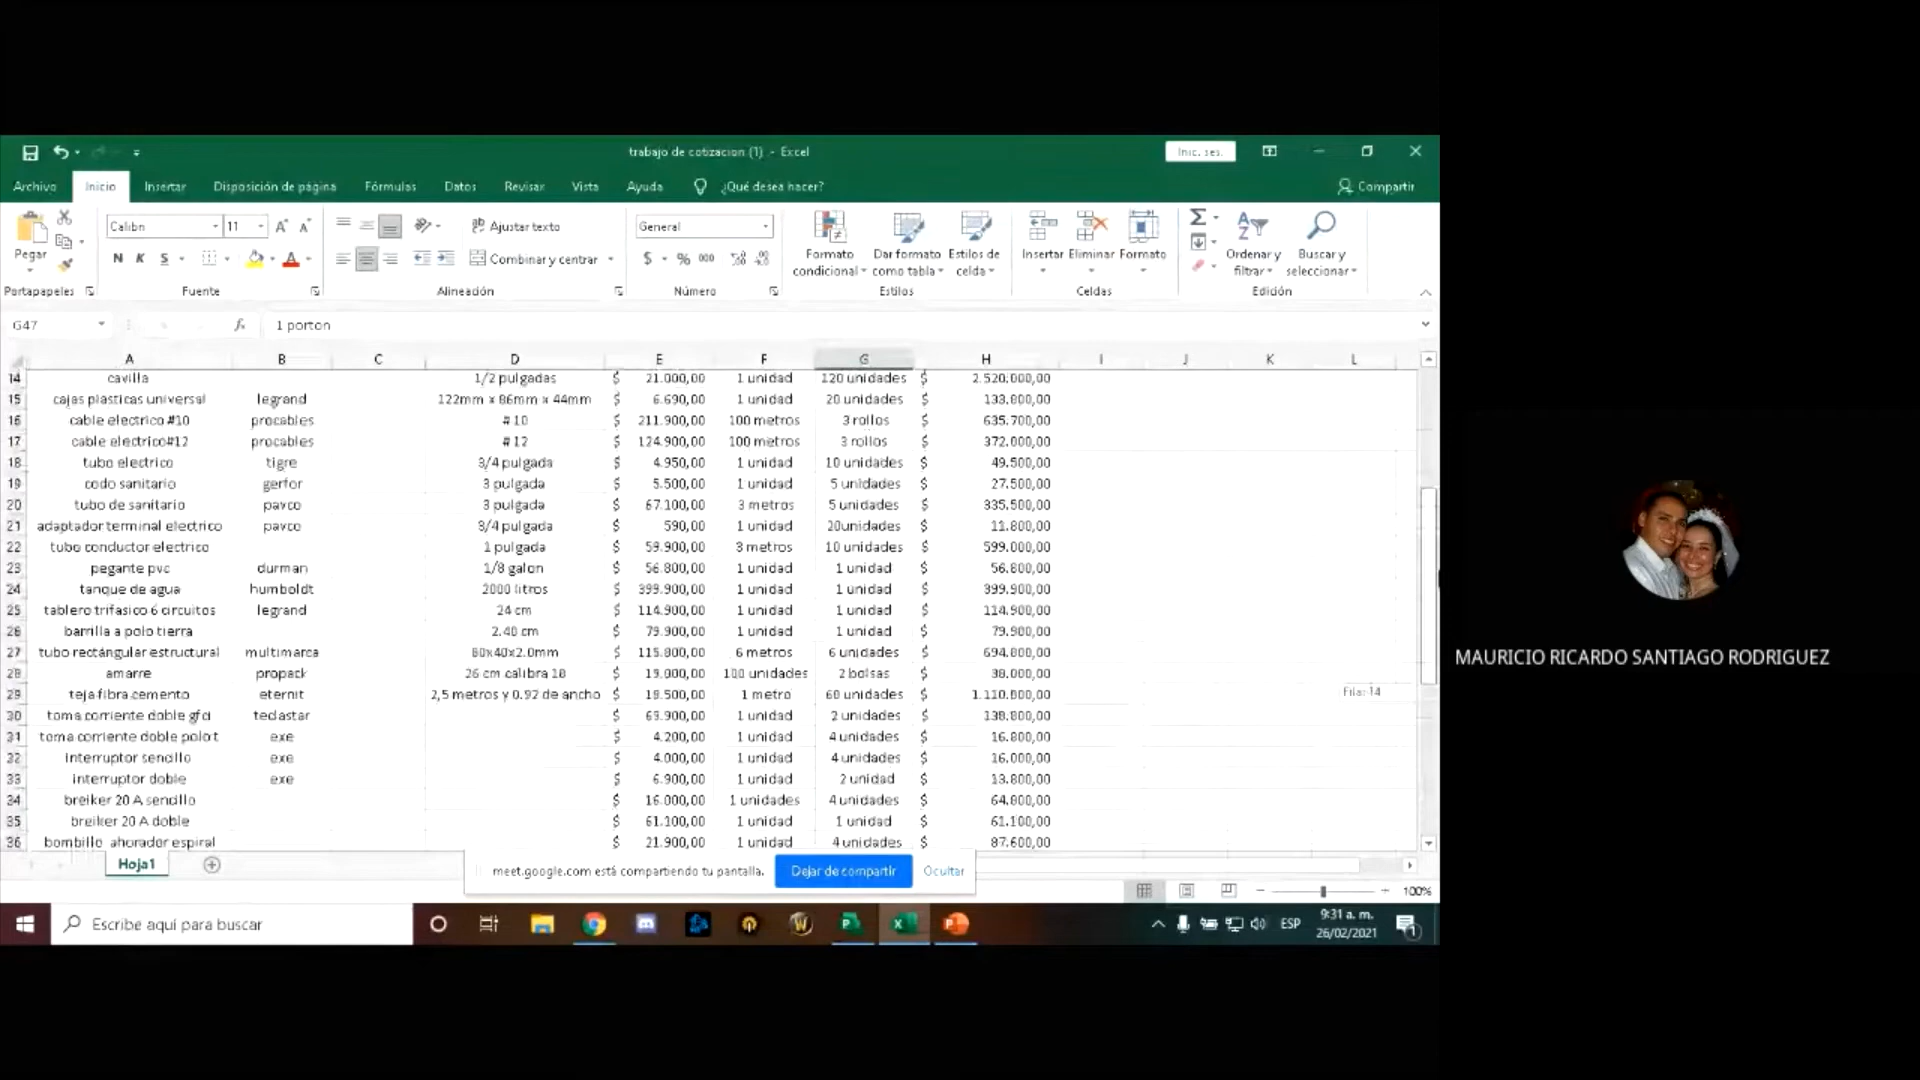 trabajo de cotizacion (1) - Excel
Inic. ses.
Archivo Inicio Insertar Disposición de página Fórmulas Datos Revisar Vista Ayuda ¿Qué desea hacer? Compartir
Pegar
Calibri 11
N K S
Ajustar texto
Combinar y centrar
General
$ % 000
Formato condicional
Dar formato como tabla
Estilos de celda
Insertar Eliminar Formato
Ordenar y filtrar
Buscar y seleccionar
Portapapeles Fuente Alineación Número Estilos Celdas Edición
G47 fx 1 porton
A B C D E F G H I J K L
14 cavilla 1/2 pulgadas $ 21.000,00 1 unidad 120 unidades $ 2.520.000,00
15 cajas plasticas universal legrand 122mm x 86mm x 44mm $ 6.690,00 1 unidad 20 unidades $ 133.800,00
16 cable electrico #10 procables # 10 $ 211.900,00 100 metros 3 rollos $ 635.700,00
17 cable electrico#12 procables # 12 $ 124.900,00 100 metros 3 rollos $ 372.000,00
18 tubo electrico tigre 3/4 pulgada $ 4.950,00 1 unidad 10 unidades $ 49.500,00
19 codo sanitario gerfor 3 pulgada $ 5.500,00 1 unidad 5 unidades $ 27.500,00
20 tubo de sanitario pavco 3 pulgada $ 67.100,00 3 metros 5 unidades $ 335.500,00
21 adaptador terminal electrico pavco 3/4 pulgada $ 590,00 1 unidad 20unidades $ 11.800,00
22 tubo conductor electrico 1 pulgada $ 59.900,00 3 metros 10 unidades $ 599.000,00
23 pegante pvc durman 1/8 galon $ 56.800,00 1 unidad 1 unidad $ 56.800,00
24 tanque de agua humboldt 2000 litros $ 399.900,00 1 unidad 1 unidad $ 399.900,00
25 tablero trifasico 6 circuitos legrand 24 cm $ 114.900,00 1 unidad 1 unidad $ 114.900,00
26 barrilla a polo tierra 2.40 cm $ 79.900,00 1 unidad 1 unidad $ 79.900,00
27 tubo rectángular estructural multimarca 80x40x2.0mm $ 115.800,00 6 metros 6 unidades $ 694.800,00
28 amarre propack 26 cm calibra 18 $ 19.000,00 100 unidades 2 bolsas $ 38.000,00
29 teja fibra cemento eternit 2,5 metros y 0.92 de ancho $ 18.500,00 1 metro 60 unidades $ 1.110.000,00
30 toma corriente doble gfci teclastar $ 69.900,00 1 unidad 2 unidades $ 138.800,00
31 toma corriente doble polo t exe $ 4.200,00 1 unidad 4 unidades $ 16.800,00
32 interruptor sencillo exe $ 4.000,00 1 unidad 4 unidades $ 16.000,00
33 interruptor doble exe $ 6.900,00 1 unidad 2 unidad $ 13.800,00
34 breiker 20 A sencillo $ 16.000,00 1 unidades 4 unidades $ 64.800,00
35 breiker 20 A doble $ 61.100,00 1 unidad 1 unidad $ 61.100,00
36 bombillo ahorador espiral $ 21.900,00 1 unidad 4 unidades $ 87.600,00
Fila: 14
MAURICIO RICARDO SANTIAGO RODRIGUEZ
Hoja1
meet.google.com está compartiendo tu pantalla. Dejar de compartir Ocultar
100%
Escribe aquí para buscar
ESP
9:31 a. m.
26/02/2021
1